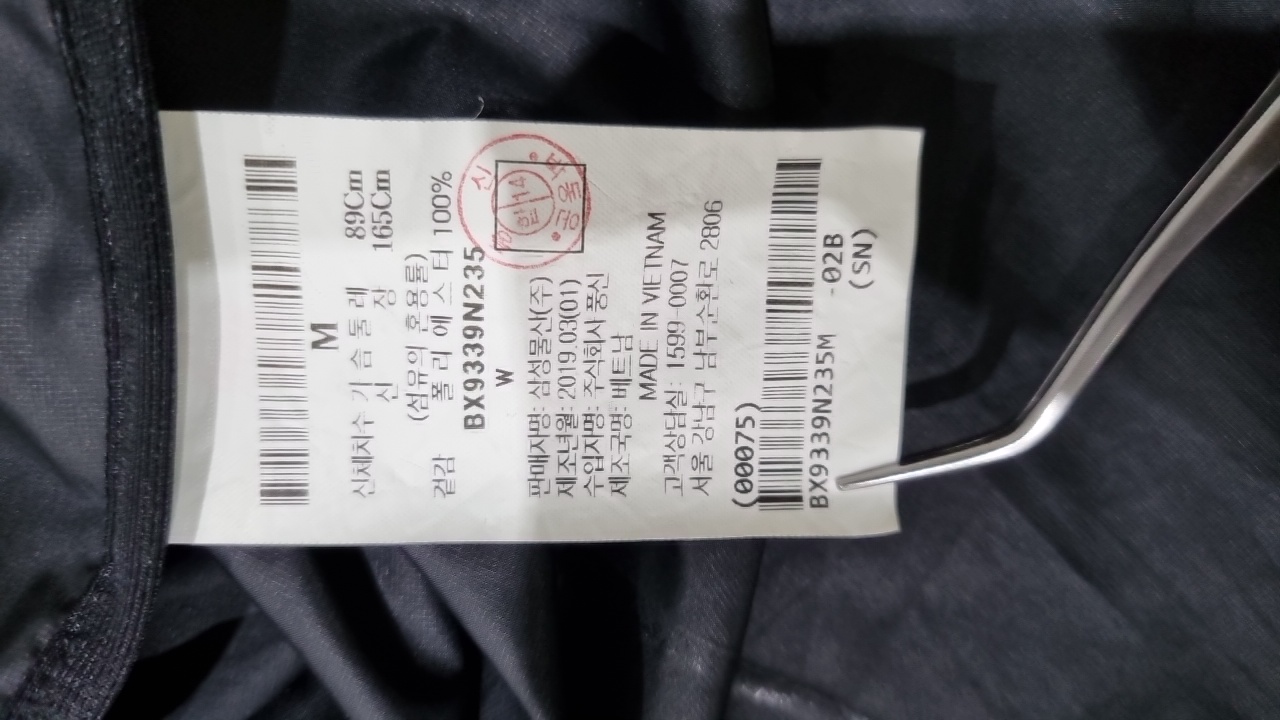 M
신체치수 가슴둘레 89Cm
신장 165Cm
(섬유의 혼용률)
겉감 폴리에스터 100%
BX9339N235
W
판매자명: 삼성물산(주)
제조년월: 2019.03(01)
수입자명: 주식회사 풍신
제조국명: 베트남
MADE IN VIETNAM
고객상담실: 1599-0007
서울 강남구 남부순환로 2806
(00075)
BX9339N235M -02B
(SN)